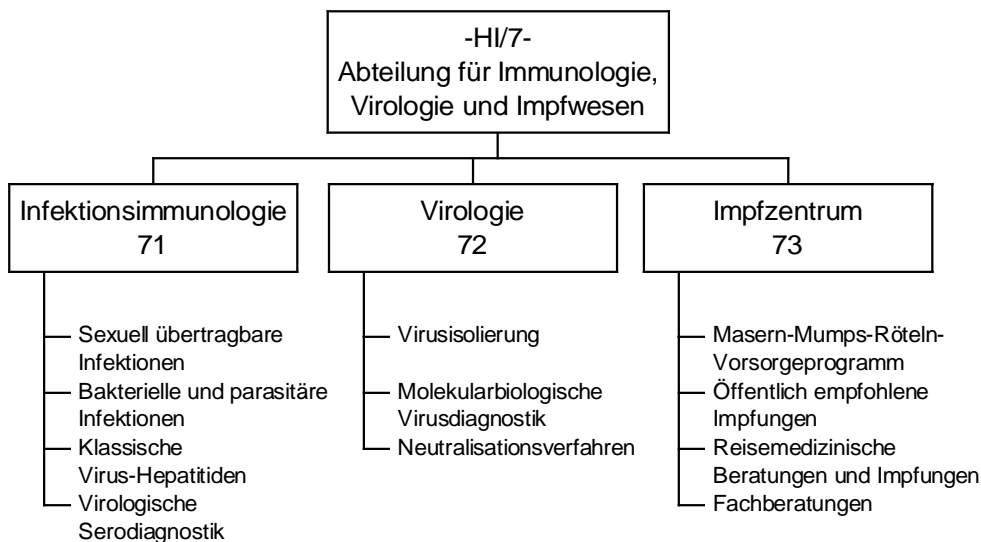 -HI/7-
Abteilung für Immunologie,
Virologie und Impfwesen
Infektionsimmunologie
71
Sexuell übertragbare
Infektionen
Bakterielle und parasitäre
Infektionen
Klassische
Virus-Hepatitiden
Virologische
Serodiagnostik
Virologie
72
Virusisolierung
Molekularbiologische
Virusdiagnostik
Neutralisationsverfahren
Impfzentrum
73
Masern-Mumps-Röteln-
Vorsorgeprogramm
Öffentlich empfohlene
Impfungen
Reisemedizinische
Beratungen und Impfungen
Fachberatungen